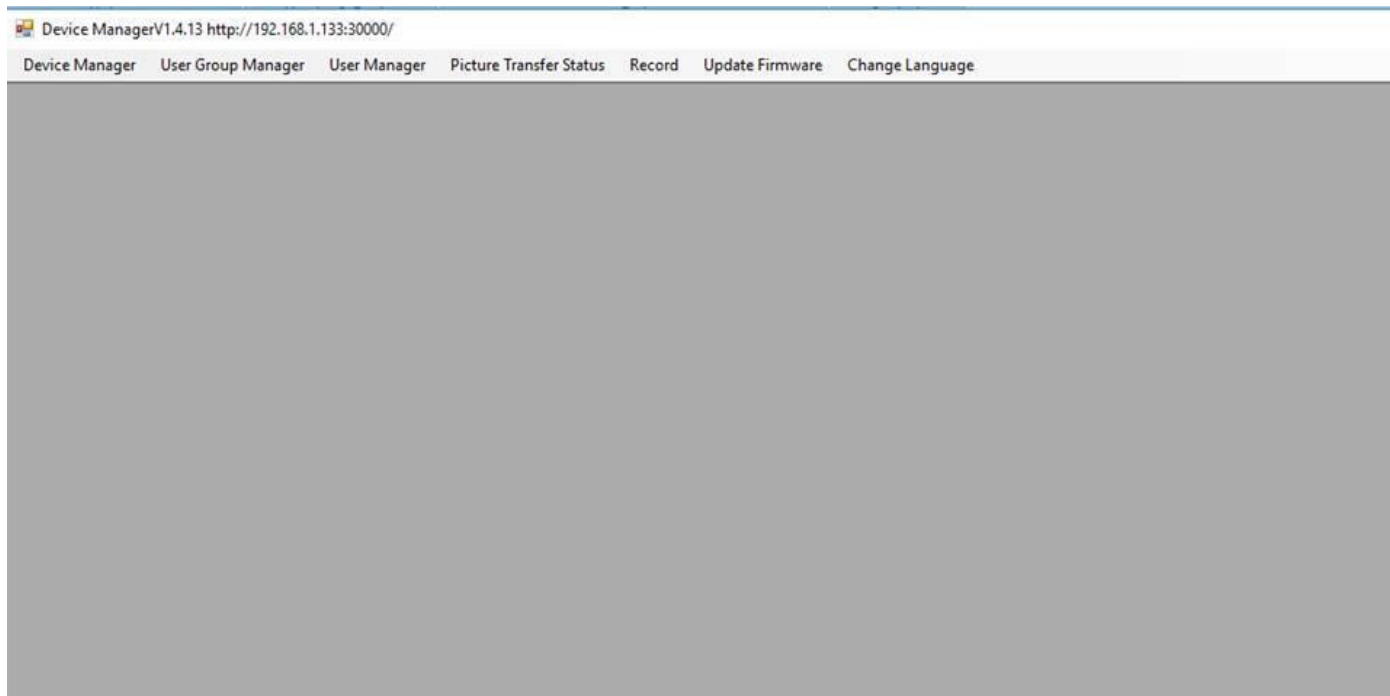 Device ManagerV1.4.13 http://192.168.1.133:30000/
Device Manager User Group Manager User Manager Picture Transfer Status Record Update Firmware Change Language